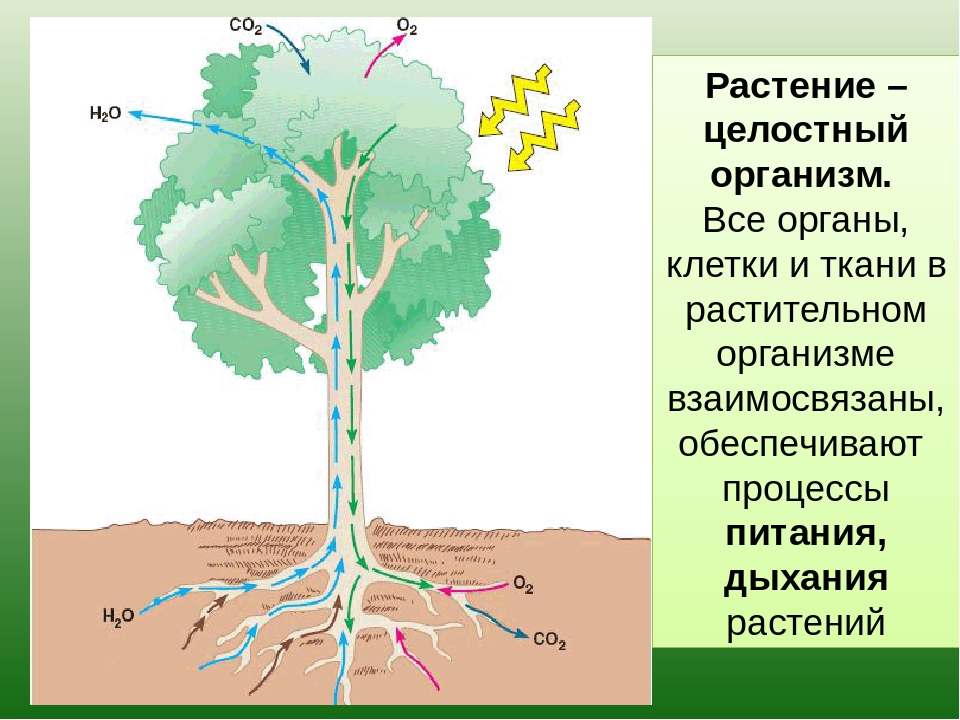 CO₂
O₂
H₂O
Растение –
целостный
организм.
Все органы,
клетки и ткани в
растительном
организме
взаимосвязаны,
обеспечивают
процессы
питания,
дыхания
растений
O₂
H₂O
CO₂